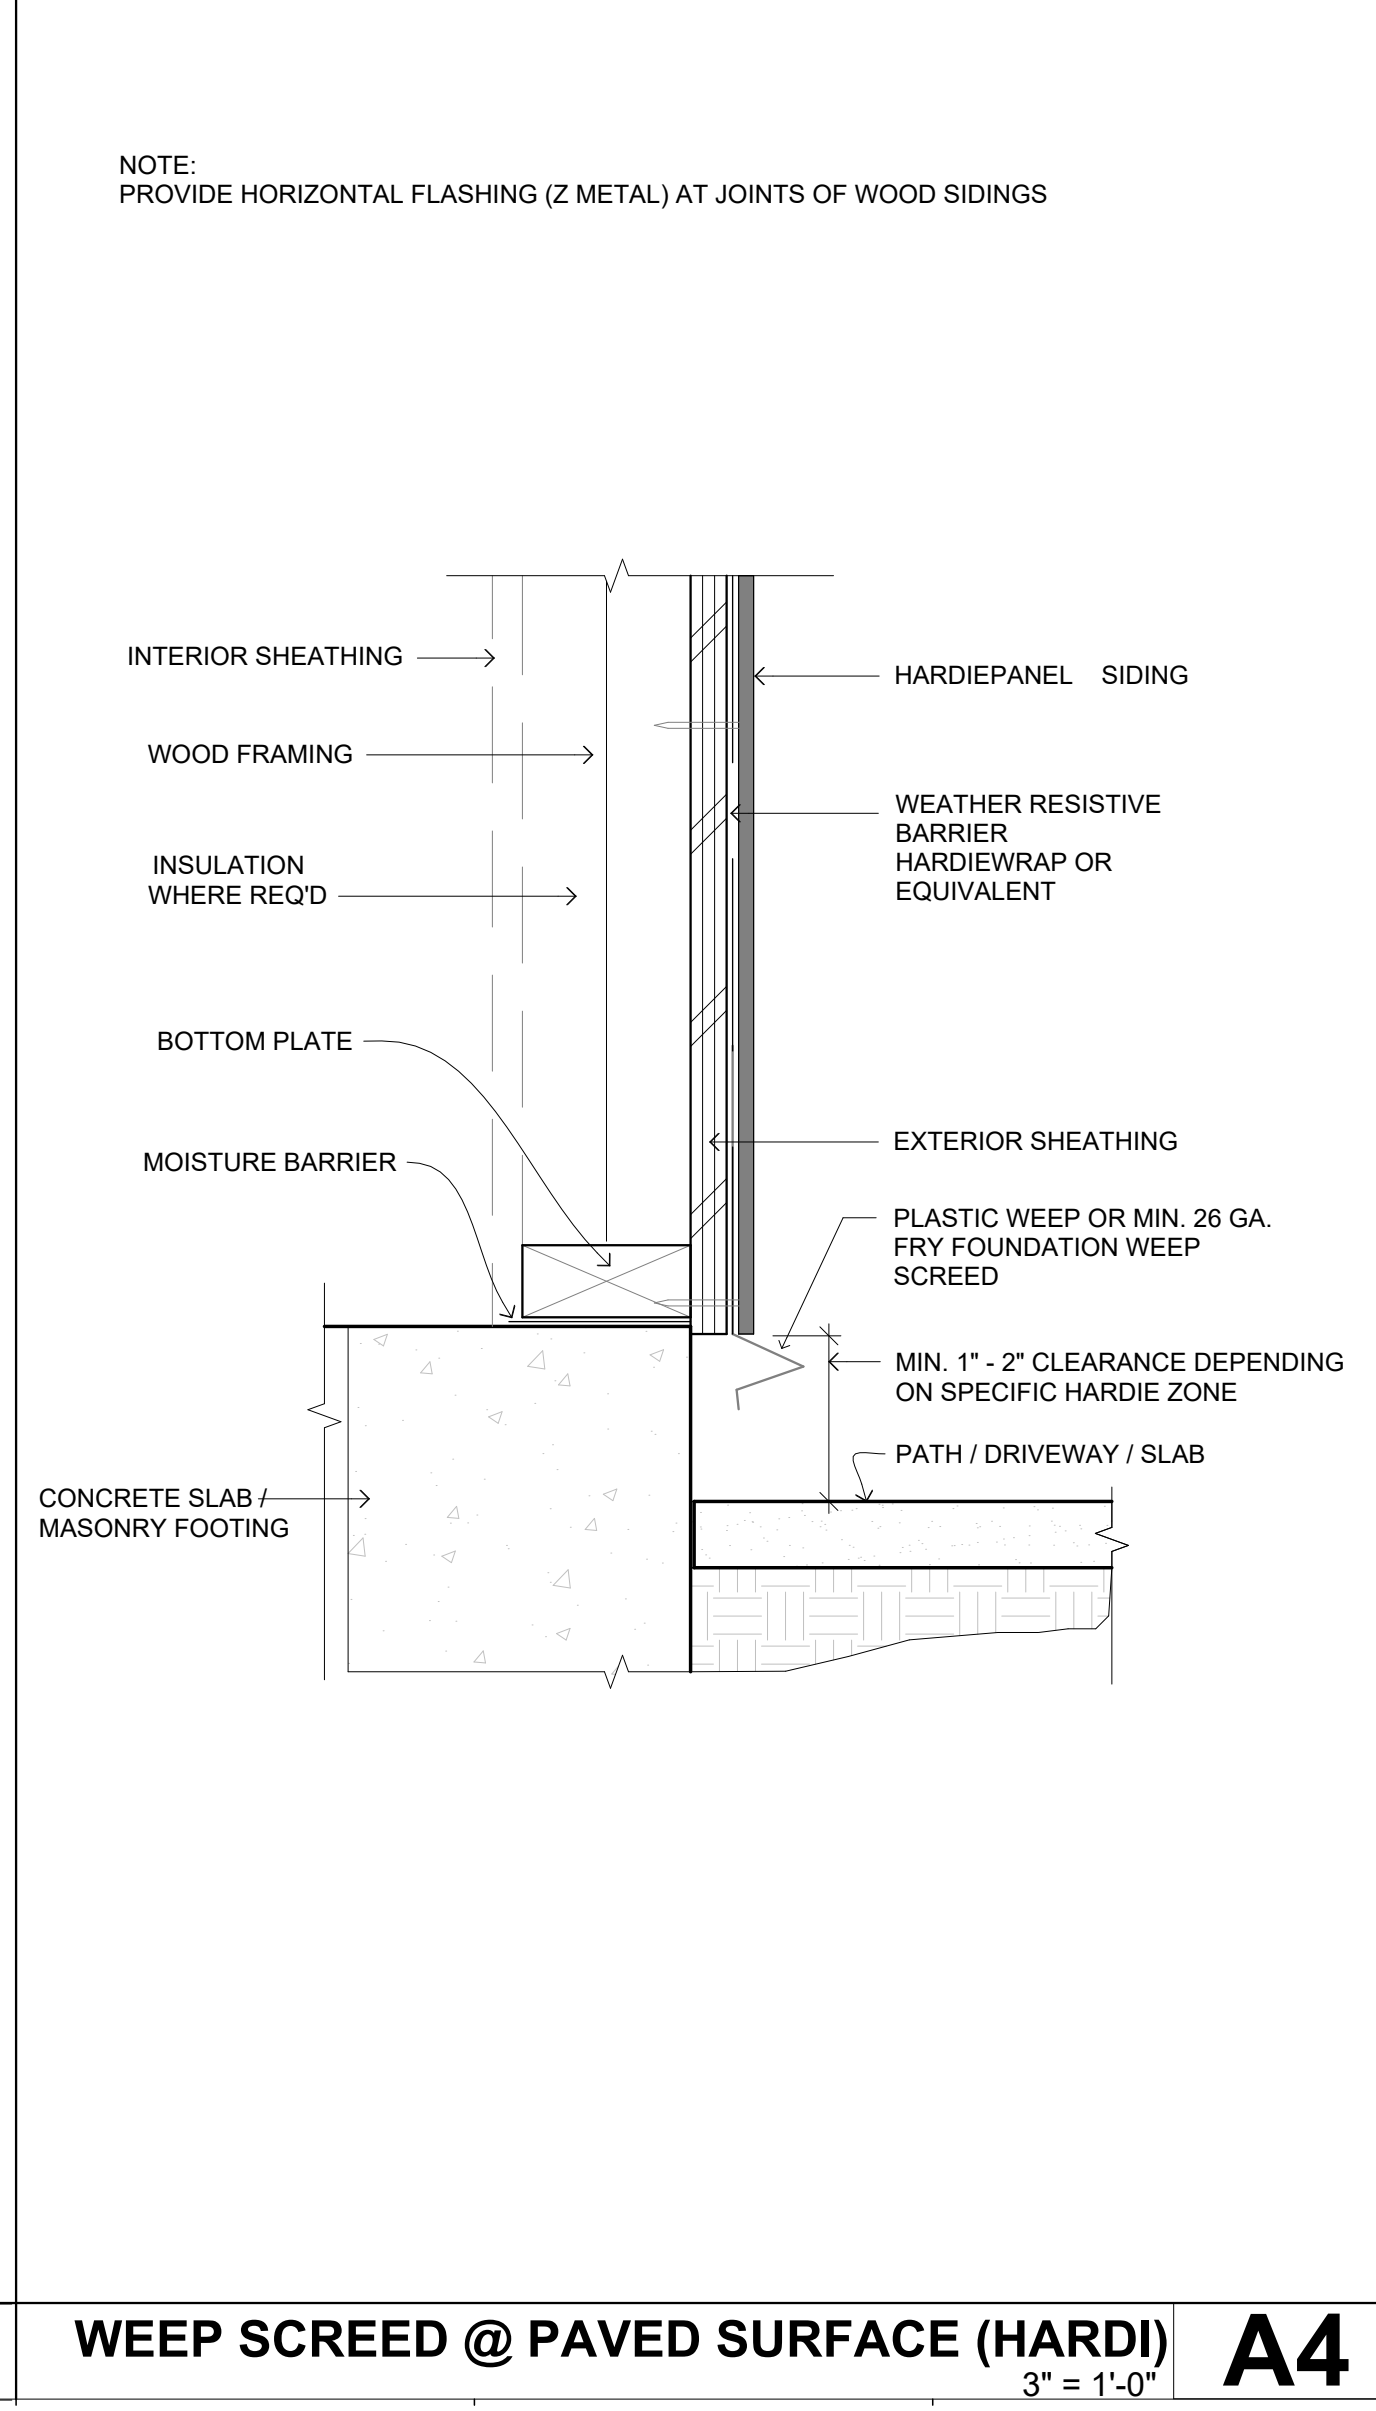 NOTE:
PROVIDE HORIZONTAL FLASHING (Z METAL) AT JOINTS OF WOOD SIDINGS
INTERIOR SHEATHING
WOOD FRAMING
INSULATION
WHERE REQ'D
BOTTOM PLATE
MOISTURE BARRIER
CONCRETE SLAB /
MASONRY FOOTING
HARDIEPANEL SIDING
WEATHER RESISTIVE
BARRIER
HARDIEWRAP OR
EQUIVALENT
EXTERIOR SHEATHING
PLASTIC WEEP OR MIN. 26 GA.
FRY FOUNDATION WEEP
SCREED
MIN. 1" - 2" CLEARANCE DEPENDING
ON SPECIFIC HARDIE ZONE
PATH / DRIVEWAY / SLAB
WEEP SCREED @ PAVED SURFACE (HARDI)
3" = 1'-0"
A4